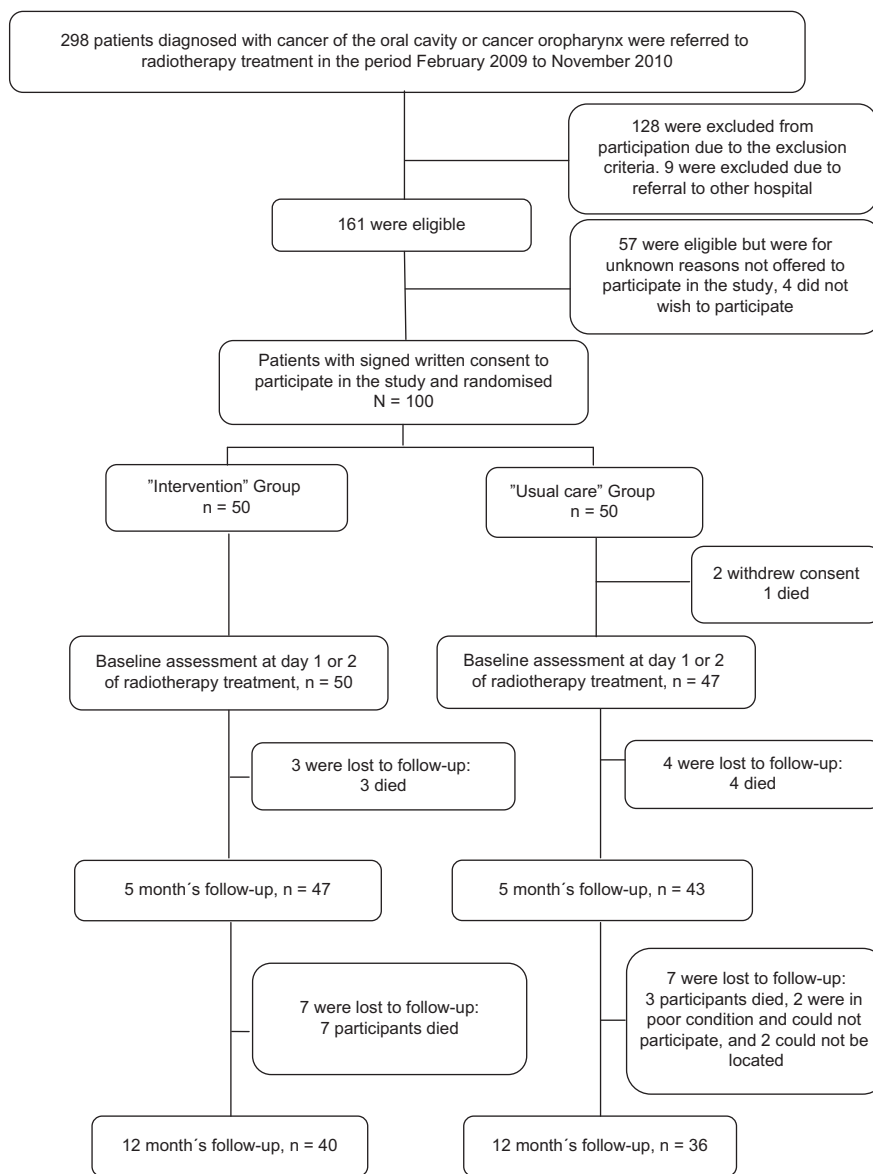 298 patients diagnosed with cancer of the oral cavity or cancer oropharynx were referred to
radiotherapy treatment in the period February 2009 to November 2010
128 were excluded from
participation due to the exclusion
criteria. 9 were excluded due to
referral to other hospital
161 were eligible
57 were eligible but were for
unknown reasons not offered to
participate in the study, 4 did not
wish to participate
Patients with signed written consent to
participate in the study and randomised
N = 100
”Intervention” Group
n = 50
”Usual care” Group
n = 50
2 withdrew consent
1 died
Baseline assessment at day 1 or 2
of radiotherapy treatment, n = 50
Baseline assessment at day 1 or 2
of radiotherapy treatment, n = 47
3 were lost to follow-up:
3 died
4 were lost to follow-up:
4 died
5 month´s follow-up, n = 47
5 month´s follow-up, n = 43
7 were lost to follow-up:
7 participants died
7 were lost to follow-up:
3 participants died, 2 were in
poor condition and could not
participate, and 2 could not be
located
12 month´s follow-up, n = 40
12 month´s follow-up, n = 36